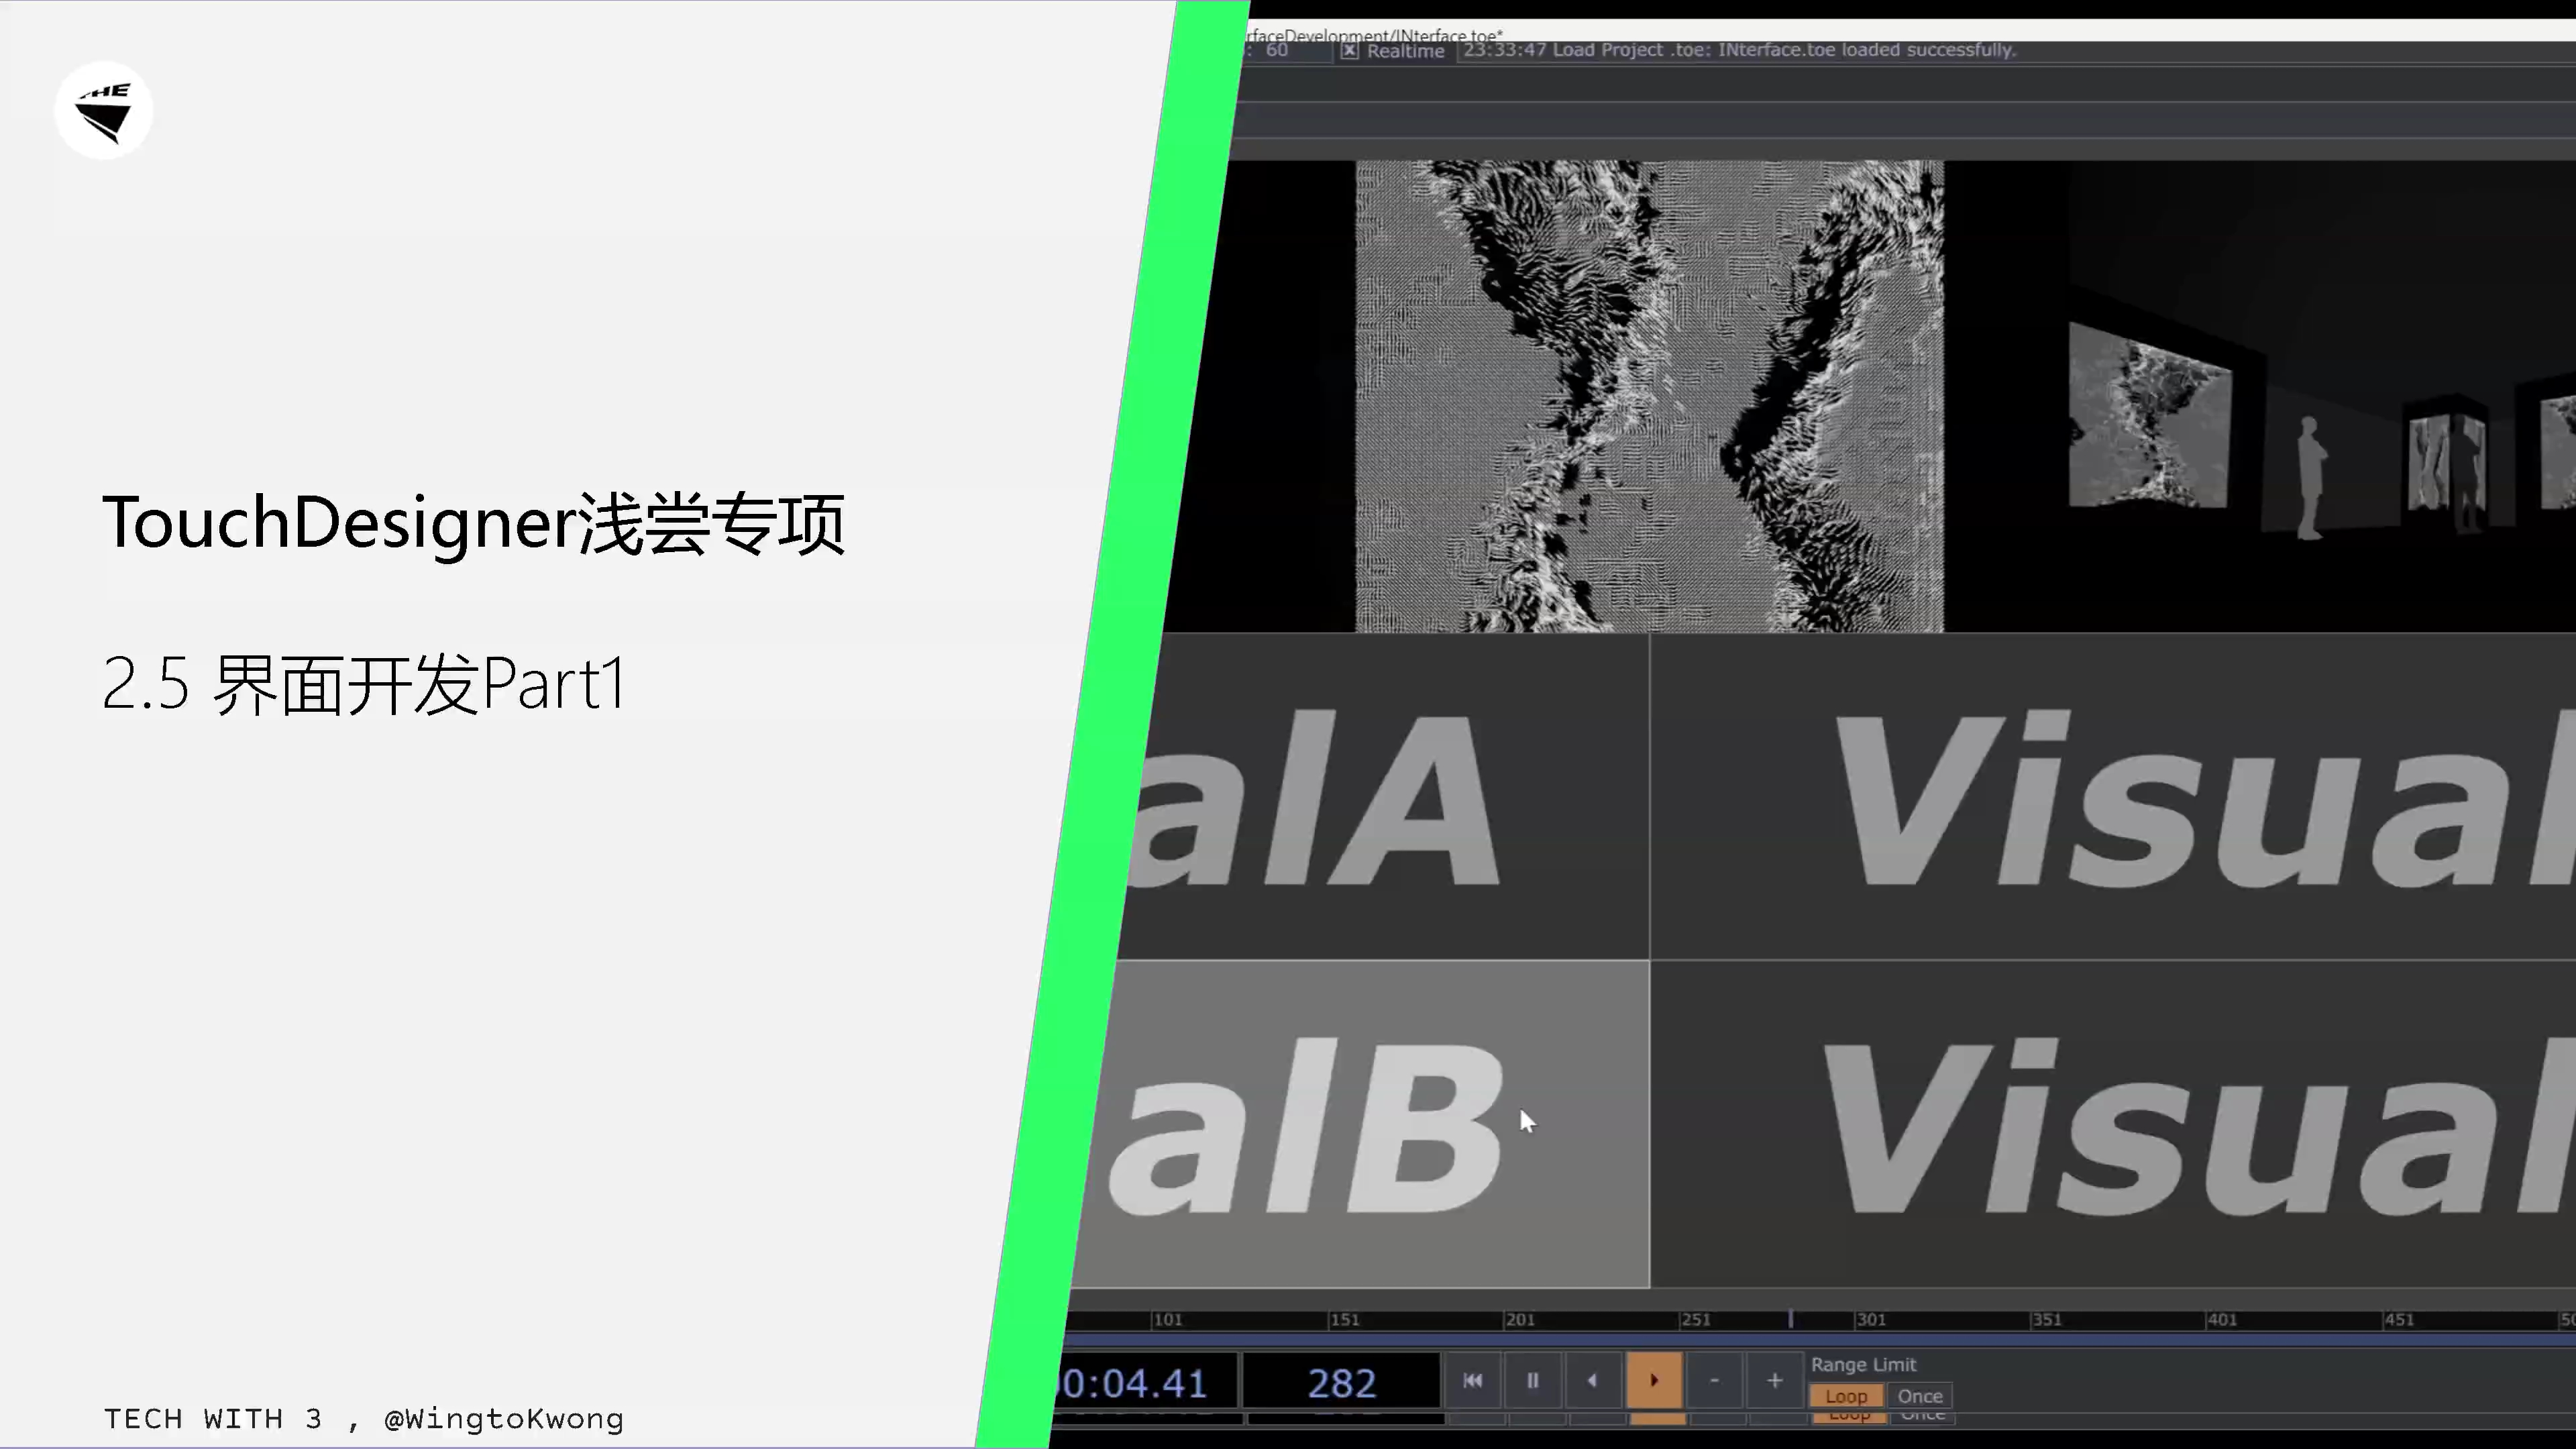 HE
TouchDesigner浅尝专项
2.5 界面开发Part1
TECH WITH 3 , @WingtoKwong
rfaceDevelopment/INterface.toe*
: 60 Realtime 23:33:47 Load Project .toe: INterface.toe loaded successfully.
alA Visual
alB Visual
101 151 201 251 301 351 401 451 50
0:04.41 282 - + Range Limit
Loop Once
Loop Once